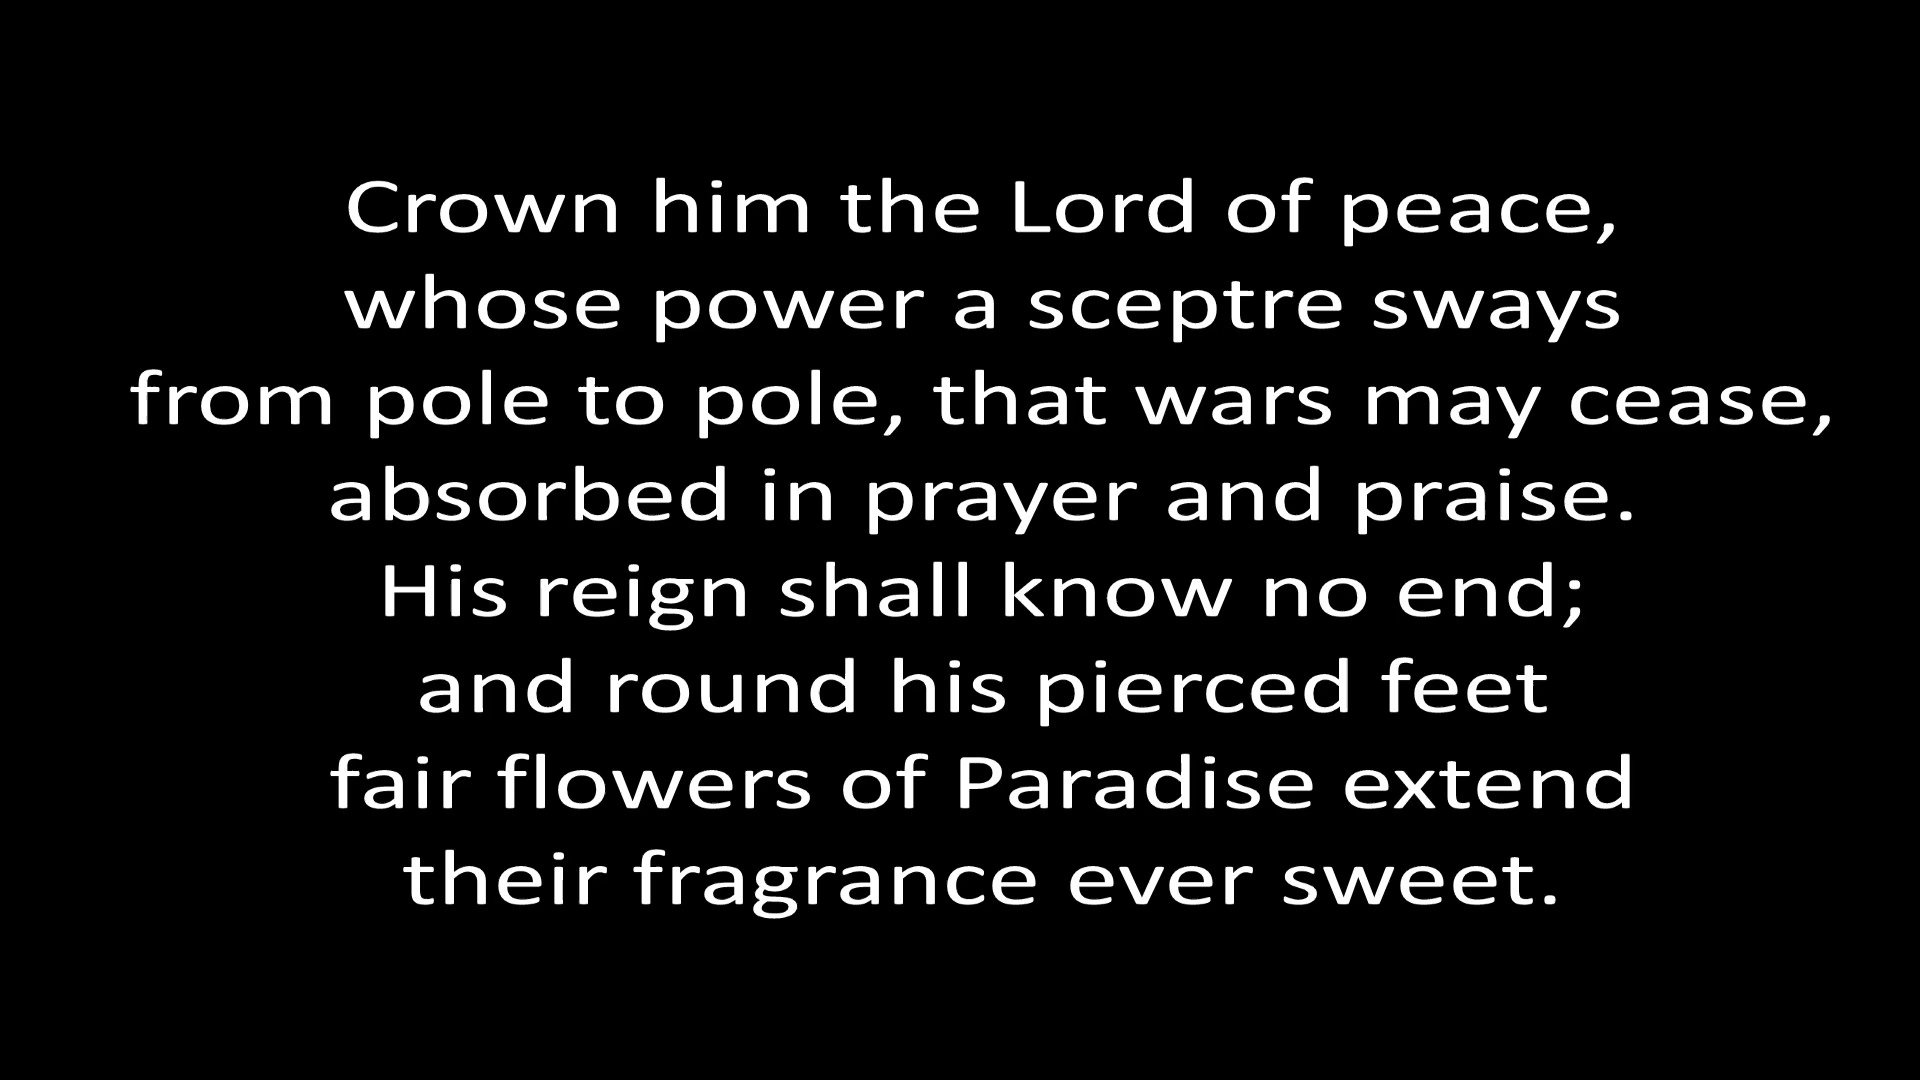 Crown him the Lord of peace,
whose power a sceptre sways
from pole to pole, that wars may cease,
absorbed in prayer and praise.
His reign shall know no end;
and round his pierced feet
fair flowers of Paradise extend
their fragrance ever sweet.